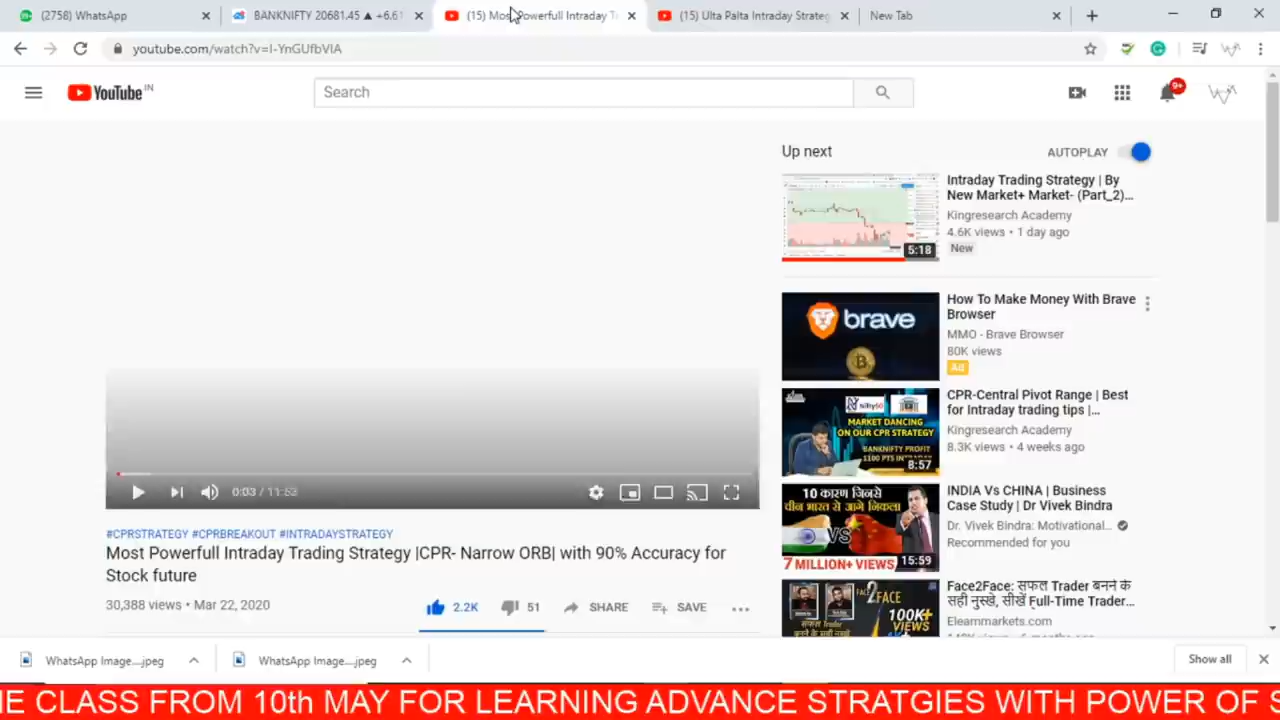 (2758) WhatsApp
BANKNIFTY 20681.45 ▲ +6.61
(15) Most Powerfull Intraday T
(15) Ulta Palta Intraday Strateg
New Tab
youtube.com/watch?v=I-YnGUfbVIA
YouTube IN
Search
9+
Up next
AUTOPLAY
Intraday Trading Strategy | By
New Market+ Market- (Part_2)...
Kingresearch Academy
4.6K views • 1 day ago
New
5:18
How To Make Money With Brave
Browser
MMO - Brave Browser
80K views
Ad
brave
CPR-Central Pivot Range | Best
for Intraday trading tips |...
Kingresearch Academy
8.3K views • 4 weeks ago
nifty50
MARKET DANCING
ON OUR CPR STRATEGY
BANKNIFTY PROFIT
1100 PTS INTRADAY
8:57
INDIA Vs CHINA | Business
Case Study | Dr Vivek Bindra
Dr. Vivek Bindra: Motivational...
Recommended for you
10 कारण जिनसे
चीन भारत से आगे निकला
VS
7 MILLION+ VIEWS
15:59
Face2Face: सफल Trader बनने के
सही नुस्खे, सीखें Full-Time Trader...
Elearnmarkets.com
FACE2FACE
100K+
VIEWS
सफल Trader
0:03 / 11:53
#CPRSTRATEGY #CPRBREAKOUT #INTRADAYSTRATEGY
Most Powerfull Intraday Trading Strategy |CPR- Narrow ORB| with 90% Accuracy for
Stock future
30,388 views • Mar 22, 2020
2.2K
51
SHARE
SAVE
WhatsApp Image....jpeg
WhatsApp Image....jpeg
Show all
NE CLASS FROM 10th MAY FOR LEARNING ADVANCE STRATGIES WITH POWER OF S